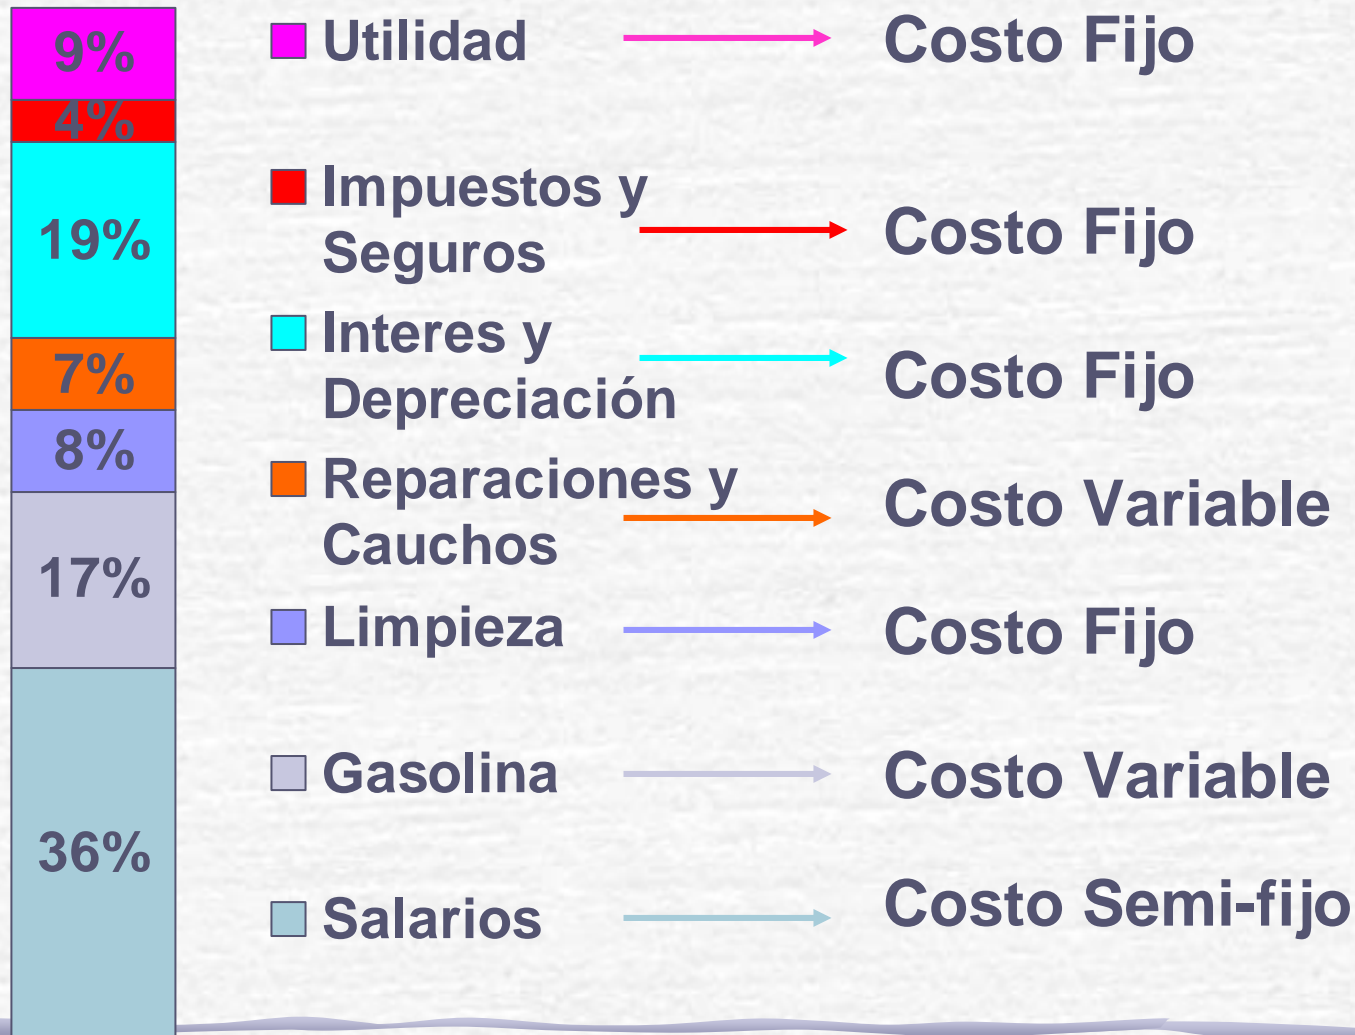 9%
4%
19%
7%
8%
17%
36%
Utilidad
Costo Fijo
Impuestos y
Seguros
Costo Fijo
Interes y
Depreciación
Costo Fijo
Reparaciones y
Cauchos
Costo Variable
Limpieza
Costo Fijo
Gasolina
Costo Variable
Salarios
Costo Semi-fijo